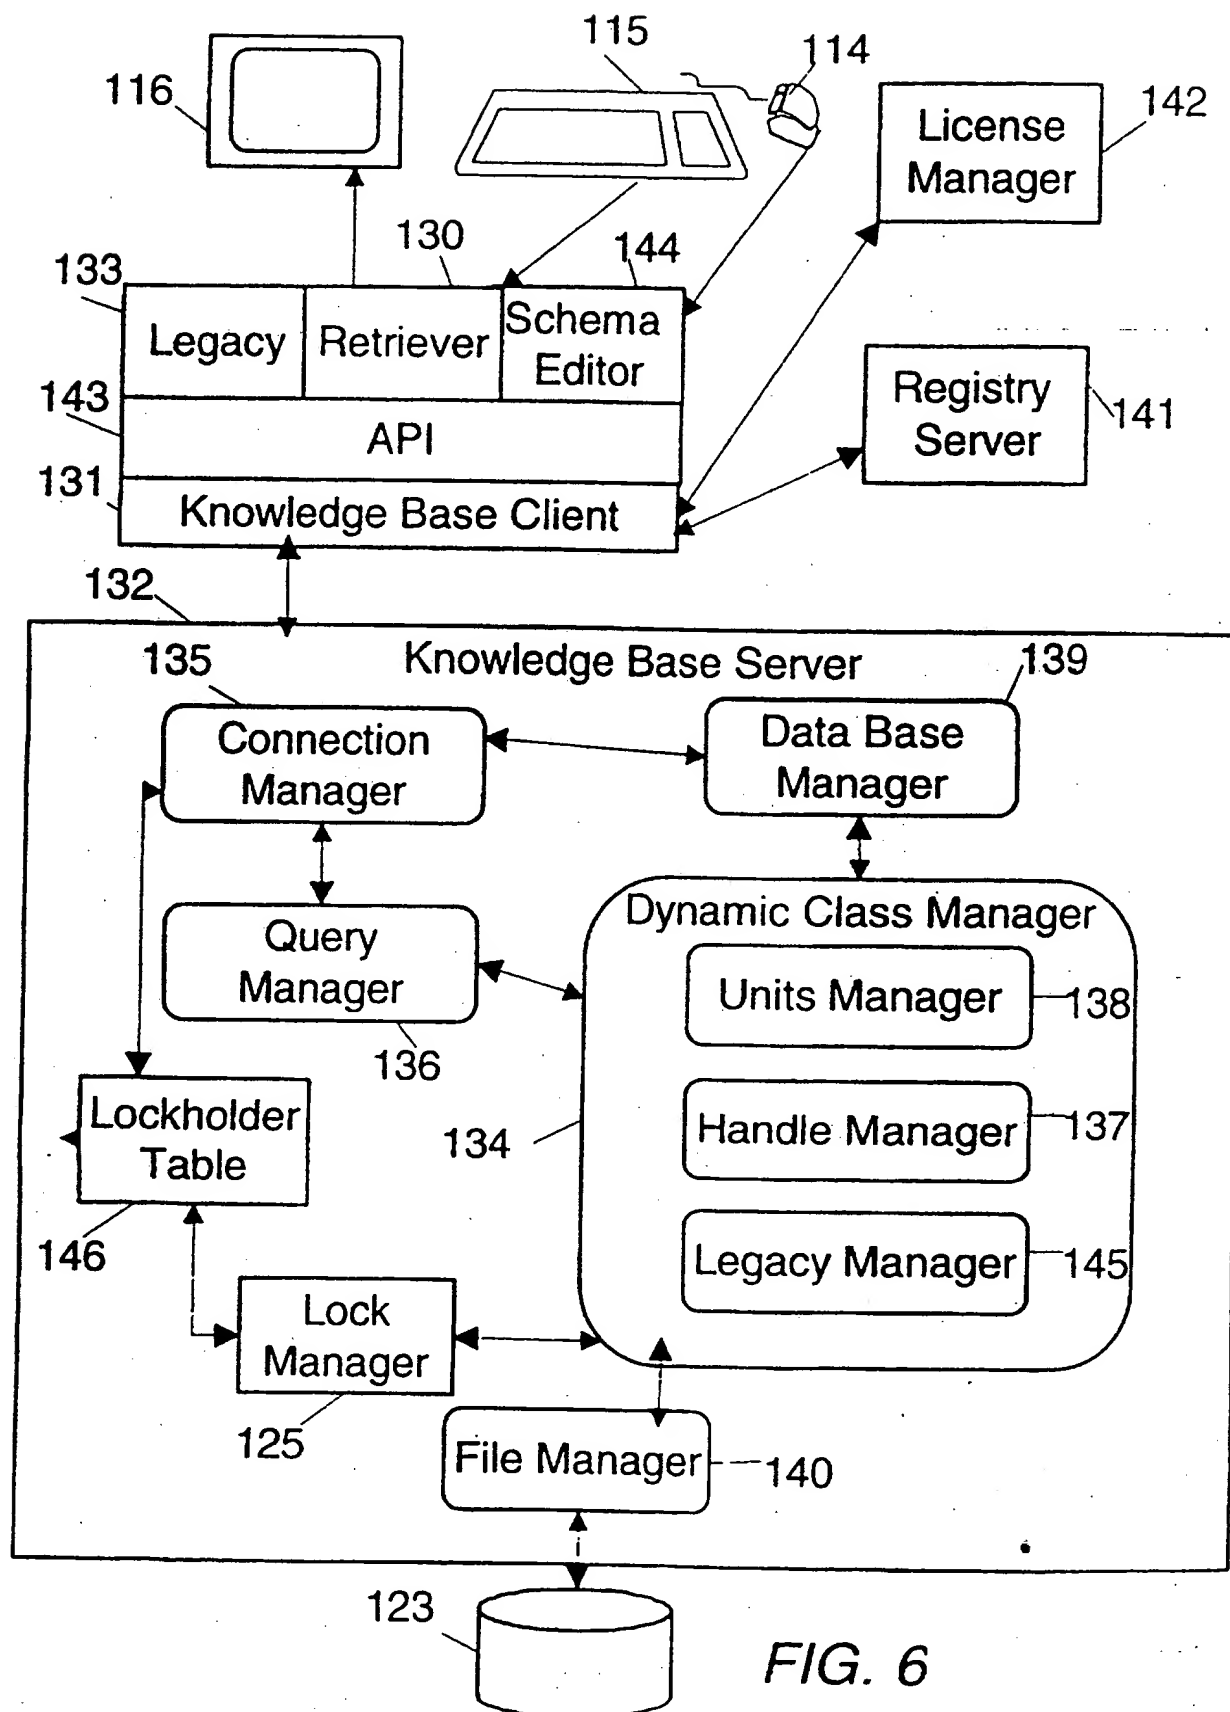 115
114
116
142
License
Manager
130
144
133
Legacy
Retriever
Schema
Editor
143
API
Registry
Server
141
131
Knowledge Base Client
132
Knowledge Base Server
135
139
Connection
Manager
Data Base
Manager
Query
Manager
136
Dynamic Class Manager
Units Manager
138
Lockholder
Table
146
134
Handle Manager
137
Legacy Manager
145
Lock
Manager
125
File Manager
140
123
FIG. 6